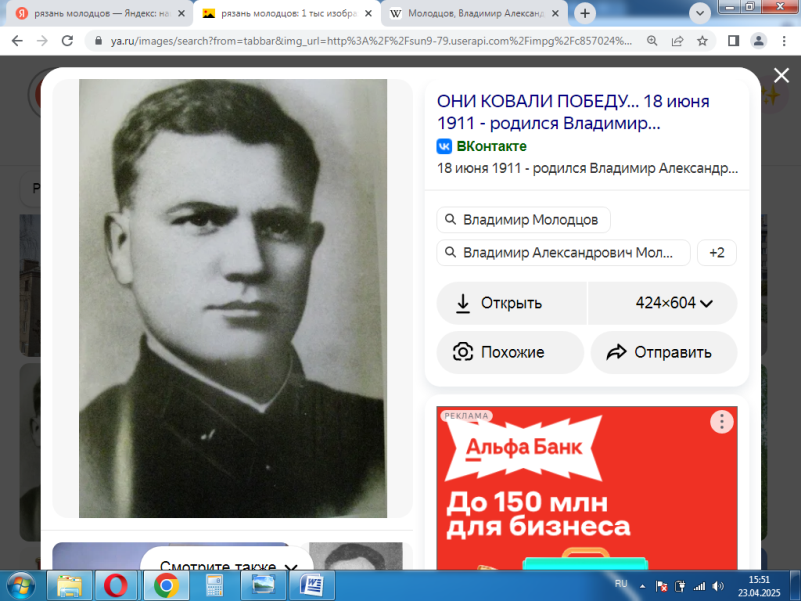 рязань молодцов — Яндекс: на
рязань молодцов: 1 тыс изобра
Молодцов, Владимир Александ
ya.ru/images/search?from=tabbar&img_url=http%3A%2F%2Fsun9-79.userapi.com%2Fimpg%2Fc857024%...
ОНИ КОВАЛИ ПОБЕДУ... 18 июня
1911 - родился Владимир...
ВКонтакте
18 июня 1911 - родился Владимир Александр...
Владимир Молодцов
Владимир Александрович Мол...
+2
Открыть
424×604
Похожие
Отправить
РЕКЛАМА
Альфа Банк
До 150 млн
для бизнеса
Смотрите также
RU
15:51
23.04.2025